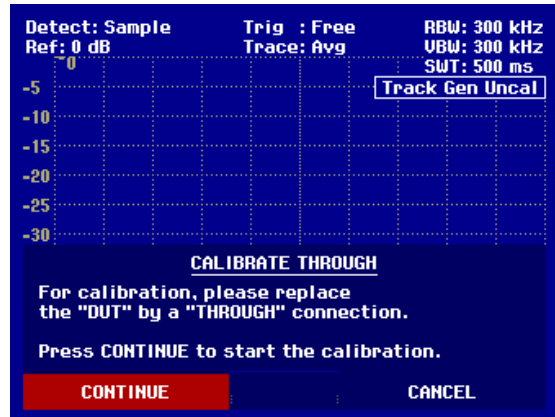 Detect: Sample Trig : Free RBW: 300 kHz
Ref: 0 dB Trace: Avg VBW: 300 kHz
0 SWT: 500 ms
-5 Track Gen Uncal
-10
-15
-20
-25
-30
CALIBRATE THROUGH
For calibration, please replace
the "DUT" by a "THROUGH" connection.
Press CONTINUE to start the calibration.
CONTINUE CANCEL